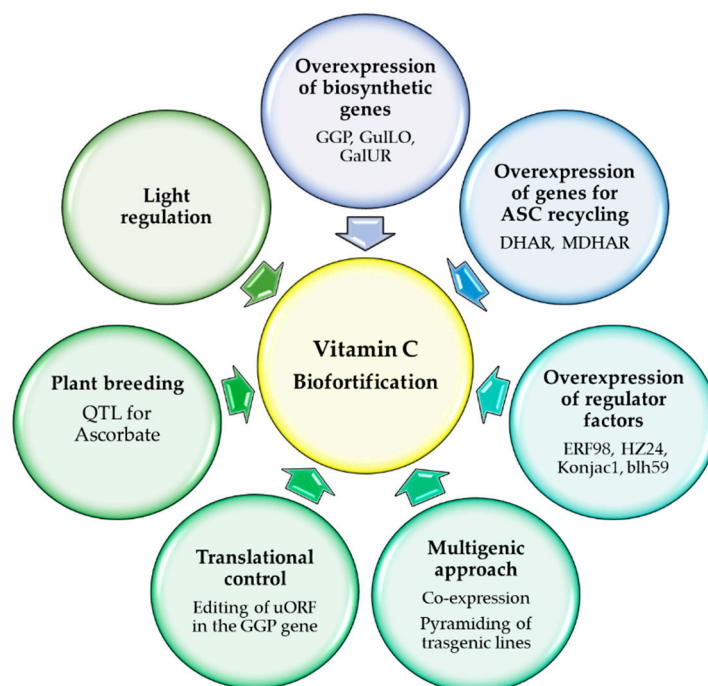 Overexpression
of biosynthetic
genes
GGP, GulLO,
GalUR
Overexpression
of genes for
ASC recycling
DHAR, MDHAR
Overexpression
of regulator
factors
ERF98, HZ24,
Konjac1, blh59
Multigenic
approach
Co-expression
Pyramiding of
trasgenic lines
Translational
control
Editing of uORF
in the GGP gene
Plant breeding
QTL for
Ascorbate
Light
regulation
Vitamin C
Biofortification